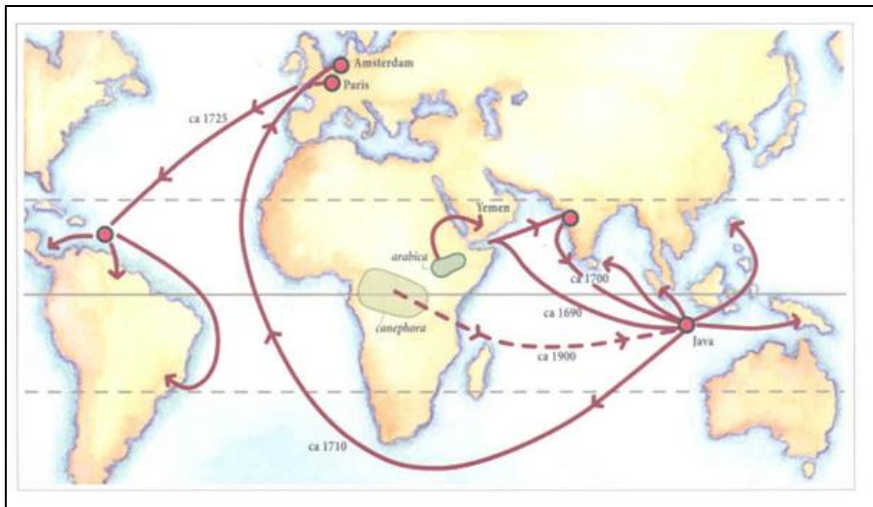 Amsterdam
Paris
ca 1725
Yemen
arabica
ca 1700
ca 1690
canephora
Java
ca 1900
ca 1710